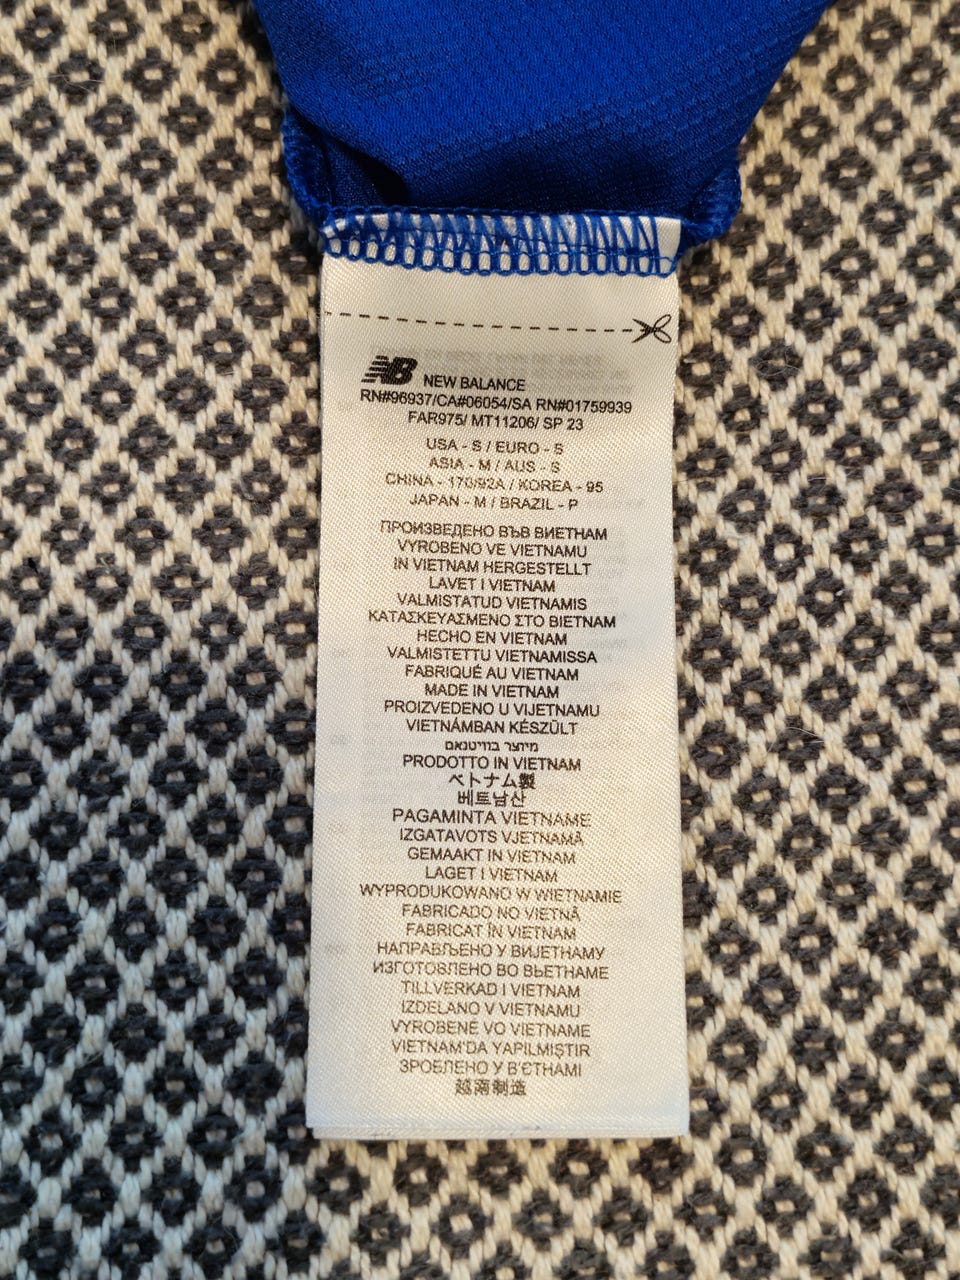 NB NEW BALANCE
RN#96937/CA#06054/SA RN#01759939
FAR975/ MT11206/ SP 23
USA - S / EURO - S
ASIA - M / AUS - S
CHINA - 170/92A / KOREA - 95
JAPAN - M / BRAZIL - P
ПРОИЗВЕДЕНО ВЪВ ВИЕТНАМ
VYROBENO VE VIETNAMU
IN VIETNAM HERGESTELLT
LAVET I VIETNAM
VALMISTATUD VIETNAMIS
ΚΑΤΑΣΚΕΥΑΣΜΕΝΟ ΣΤΟ ΒΙΕΤΝΑΜ
HECHO EN VIETNAM
VALMISTETTU VIETNAMISSA
FABRIQUÉ AU VIETNAM
MADE IN VIETNAM
PROIZVEDENO U VIJETNAMU
VIETNÁMBAN KÉSZÜLT
מיוצר בוויטנאם
PRODOTTO IN VIETNAM
ベトナム製
베트남산
PAGAMINTA VIETNAME
IZGATAVOTS VJETNAMĀ
GEMAAKT IN VIETNAM
LAGET I VIETNAM
WYPRODUKOWANO W WIETNAMIE
FABRICADO NO VIETNÃ
FABRICAT ÎN VIETNAM
НАПРАВЉЕНО У ВИЈЕТНАМУ
ИЗГОТОВЛЕНО ВО ВЬЕТНАМЕ
TILLVERKAD I VIETNAM
IZDELANO V VIETNAMU
VYROBENÉ VO VIETNAME
VIETNAM'DA YAPILMIŞTIR
ЗРОБЛЕНО У В'ЄТНАМІ
越南制造